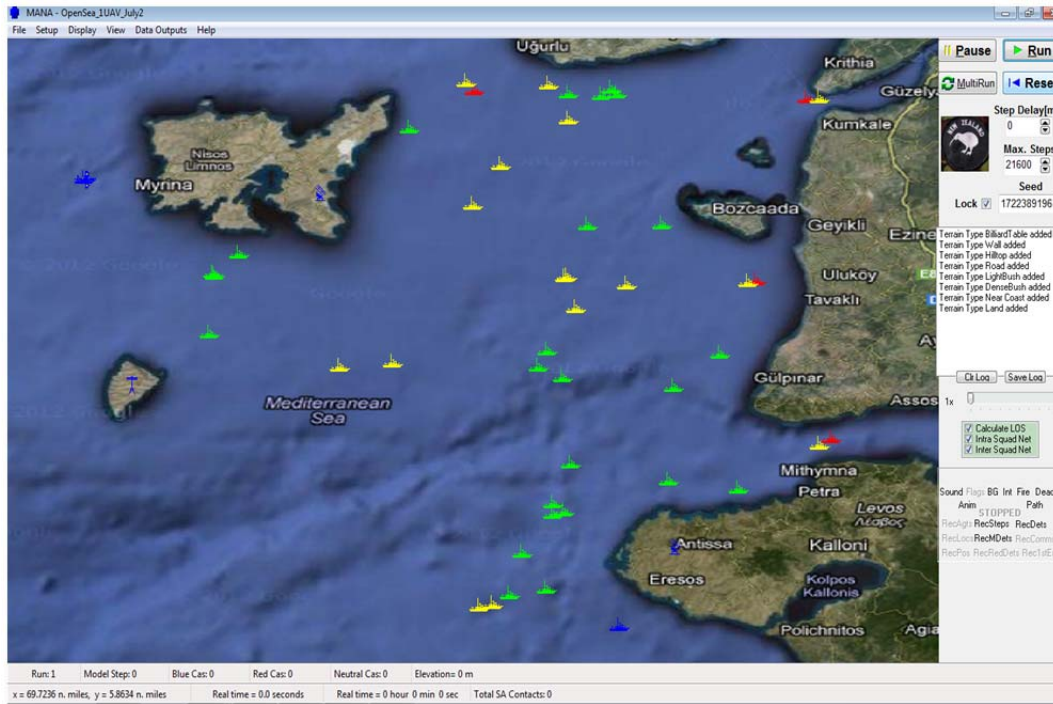 MANA - OpenSea_1UAV_July2
File Setup Display View Data Outputs Help
Uğurlu
Krithia
Güzelya
Kumkale
Nisos
Limnos
Myrina
Bozcaada
Geyikli
Ezine
Uluköy
Tavaklı
Gülpınar
Assos
Mediterranean
Sea
Mithymna
Petra
Levos
Λέσβος
Antissa
Kalloni
Eresos
Kolpos
Kallonis
Polichnitos
Agia
Pause
Run
MultiRun
Rese
Step Delay[m
0
NEW ZEALAND
Max. Steps
21600
Seed
Lock
1722389196
Terrain Type BilliardTable added
Terrain Type Wall added
Terrain Type Hilltop added
Terrain Type Road added
Terrain Type LightBush added
Terrain Type DenseBush added
Terrain Type Near Coast added
Terrain Type Land added
Clr Log Save Log
1x
Calculate LOS
Intra Squad Net
Inter Squad Net
Sound Flags BG Int Fire Dead
Anim Path
STOPPED
RecAgts RecSteps RecDets
RecLocs RecMDets RecComm
RecPos RecRedDets Rec1stE
Run: 1 Model Step: 0 Blue Cas: 0 Red Cas: 0 Neutral Cas: 0 Elevation= 0 m
x = 69.7236 n. miles, y = 5.8634 n. miles Real time = 0.0 seconds Real time = 0 hour 0 min 0 sec Total SA Contacts: 0